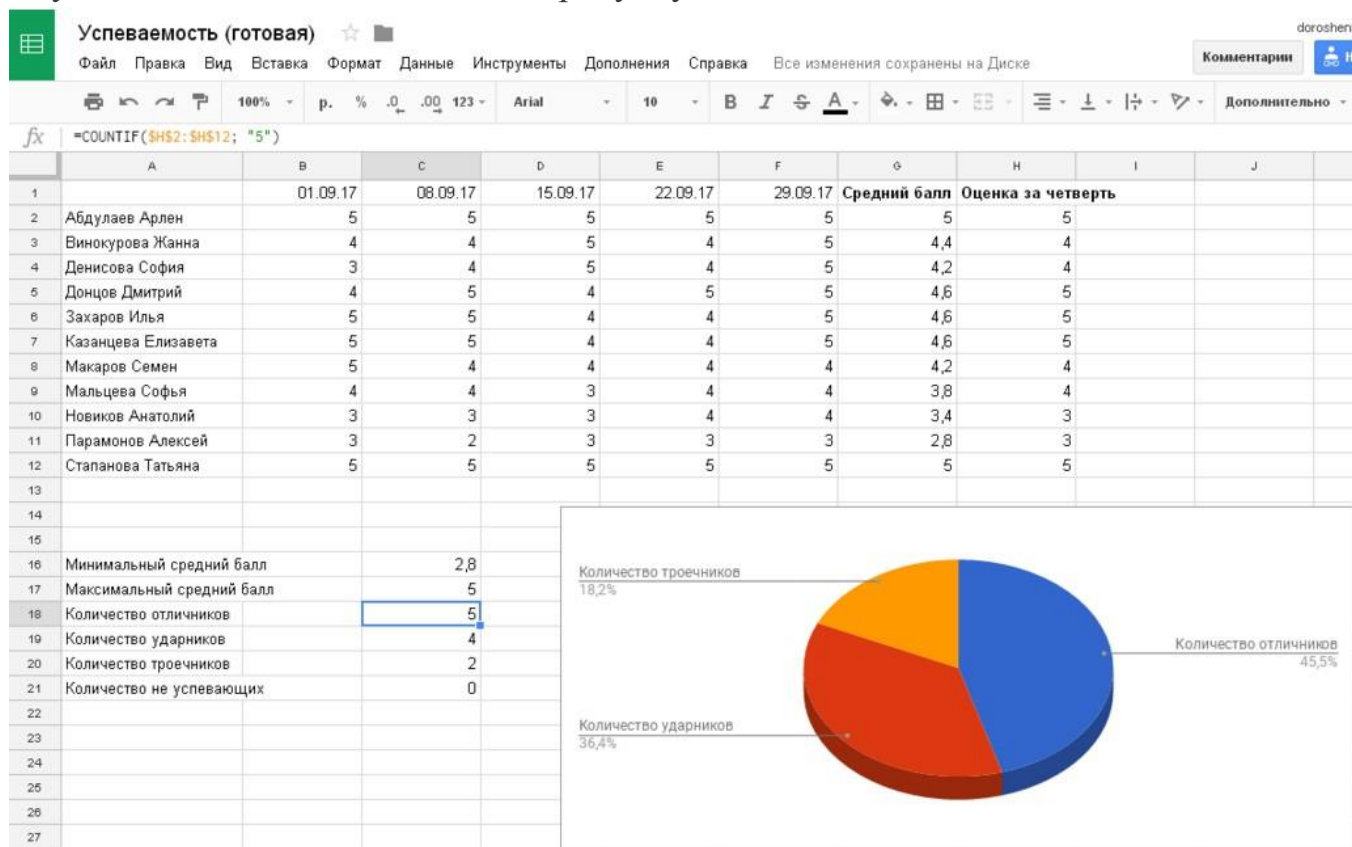 Успеваемость (готовая)
doroshen
Файл Правка Вид Вставка Формат Данные Инструменты Дополнения Справка Все изменения сохранены на Диске
Комментарии
100% р. % .0 .00 123 Arial 10 B I S A Дополнительно
fx =COUNTIF($H$2:$H$12; "5")
A B C D E F G H I J
1 01.09.17 08.09.17 15.09.17 22.09.17 29.09.17 Средний балл Оценка за четверть
2 Абдулаев Арлен 5 5 5 5 5 5 5
3 Винокурова Жанна 4 4 5 4 5 4,4 4
4 Денисова София 3 4 5 4 5 4,2 4
5 Донцов Дмитрий 4 5 4 5 5 4,6 5
6 Захаров Илья 5 5 4 4 5 4,6 5
7 Казанцева Елизавета 5 5 4 4 5 4,6 5
8 Макаров Семен 5 4 4 4 4 4,2 4
9 Мальцева Софья 4 4 3 4 4 3,8 4
10 Новиков Анатолий 3 3 3 4 4 3,4 3
11 Парамонов Алексей 3 2 3 3 3 2,8 3
12 Стапанова Татьяна 5 5 5 5 5 5 5
13
14
15
16 Минимальный средний балл 2,8
17 Максимальный средний балл 5
18 Количество отличников 5
19 Количество ударников 4
20 Количество троечников 2
21 Количество не успевающих 0
22
23
24
25
26
27
Количество троечников
18,2%
Количество отличников
45,5%
Количество ударников
36,4%